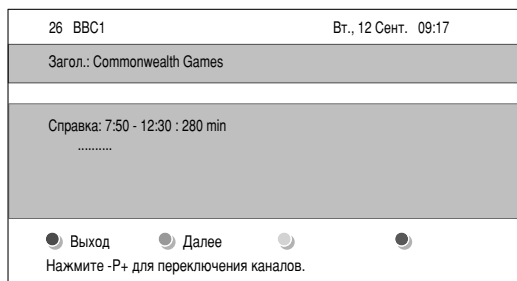 26 BBC1 Вт., 12 Сент. 09:17
Загол.: Commonwealth Games
Справка: 7:50 - 12:30 : 280 min
..........
Выход Далее
Нажмите -P+ для переключения каналов.